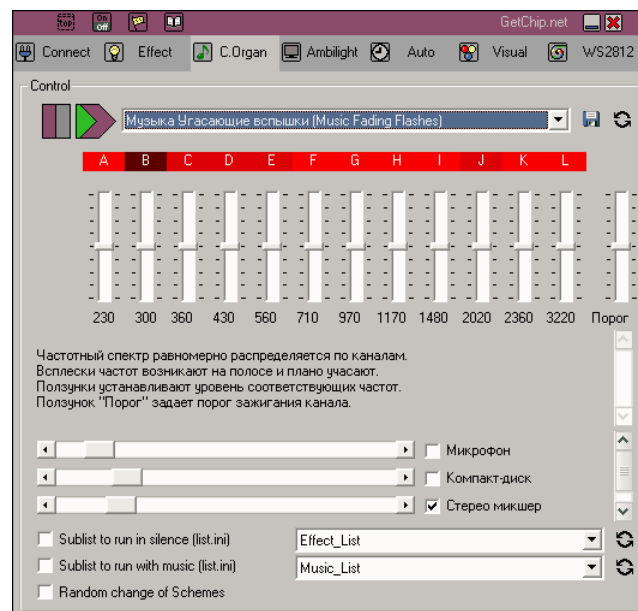 Stop On Off GetChip.net
Connect Effect C.Organ Ambilight Auto Visual WS2812
Control
Музыка Угасающие вспышки (Music Fading Flashes)
A B C D E F G H I J K L
230 300 360 430 560 710 970 1170 1480 2020 2360 3220 Порог
Частотный спектр равномерно распределяется по каналам.
Всплески частот возникают на полосе и плано учасают.
Ползунки устанавливают уровень соответствующих частот.
Ползунок "Порог" задает порог зажигания канала.
Микрофон
Компакт-диск
Стерео микшер
Sublist to run in silence (list.ini) Effect_List
Sublist to run with music (list.ini) Music_List
Random change of Schemes